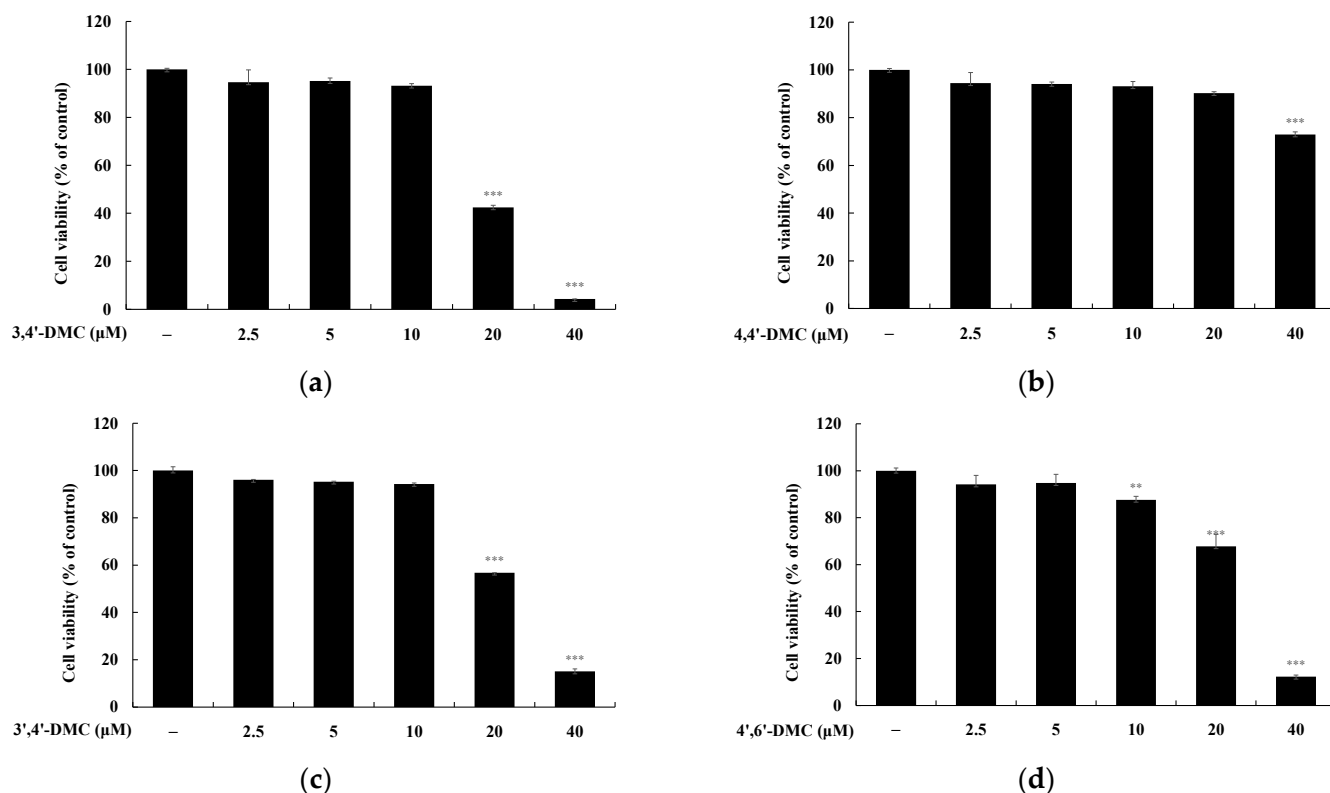 120
100
80
60
40
20
0
Cell viability (% of control)
***
***
3,4'-DMC (μM)
– 2.5 5 10 20 40
(a)
120
100
80
60
40
20
0
Cell viability (% of control)
***
4,4'-DMC (μM)
– 2.5 5 10 20 40
(b)
120
100
80
60
40
20
0
Cell viability (% of control)
***
***
3',4'-DMC (μM)
– 2.5 5 10 20 40
(c)
120
100
80
60
40
20
0
Cell viability (% of control)
**
***
***
4',6'-DMC (μM)
– 2.5 5 10 20 40
(d)